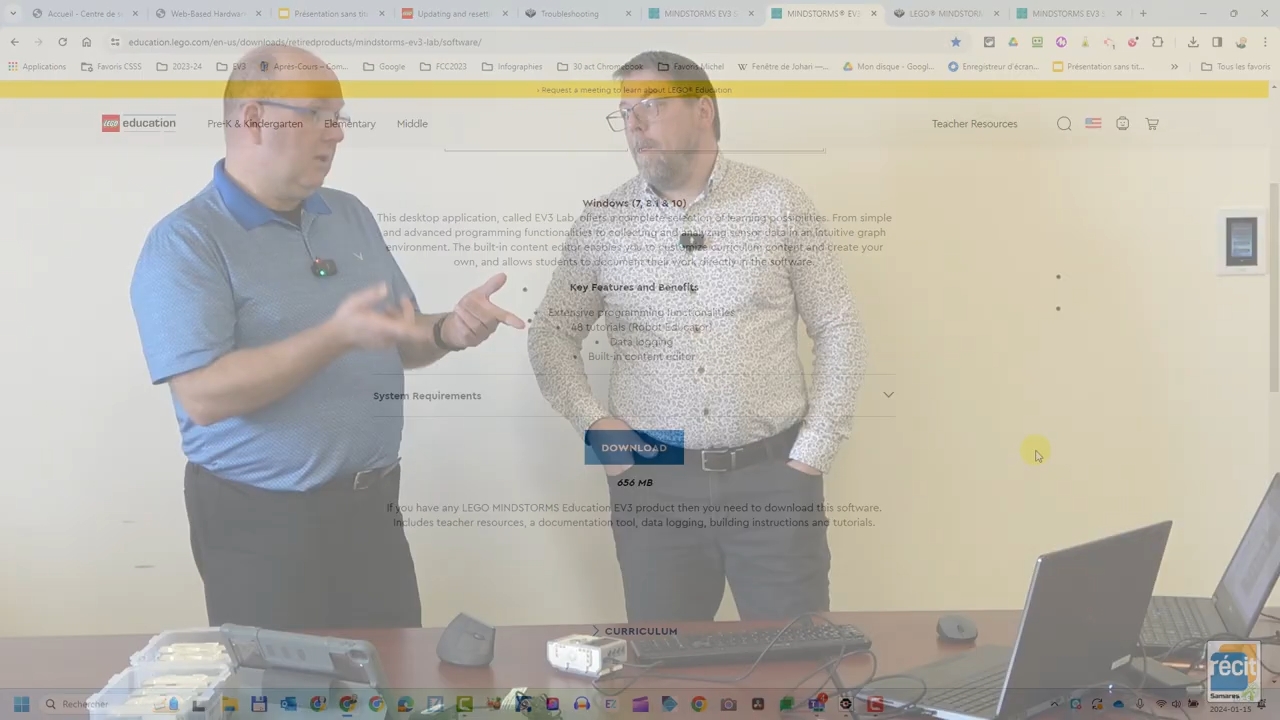 Accueil - Centre de s
Web-Based Hardwar
Présentation sans titr
Updating and resett
Troubleshooting
MINDSTORMS EV3 S
MINDSTORMS® EV3
LEGO® MINDSTORM
MINDSTORMS EV3 S
education.lego.com/en-us/downloads/retiredproducts/mindstorms-ev3-lab/software/
Applications
Favoris CSSS
2023-24
EV3
Après-Cours – Com...
Google
FCC2023
Infographies
30 act Chromebook
Favoris Michel
Fenêtre de Johari —...
Mon disque - Googl...
Enregistreur d'écran...
Présentation sans tit...
Tous les favoris
› Request a meeting to learn about LEGO® Education
LEGO education
Pre-K & Kindergarten
Elementary
Middle
Teacher Resources
Windows (7, 8.1 & 10)
This desktop application, called EV3 Lab, offers a complete selection of learning possibilities. From simple
and advanced programming functionalities to collecting and analyzing sensor data in an intuitive graph
environment. The built-in content editor enables you to customize curriculum content and create your
own, and allows students to document their work directly in the software.
Key Features and Benefits
• Extensive programming functionalities
• 48 tutorials (Robot Educator)
• Data logging
• Built-in content editor
System Requirements
DOWNLOAD
656 MB
If you have any LEGO MINDSTORMS Education EV3 product then you need to download this software.
Includes teacher resources, a documentation tool, data logging, building instructions and tutorials.
CURRICULUM
récit
Samares
Rechercher
2024-01-15